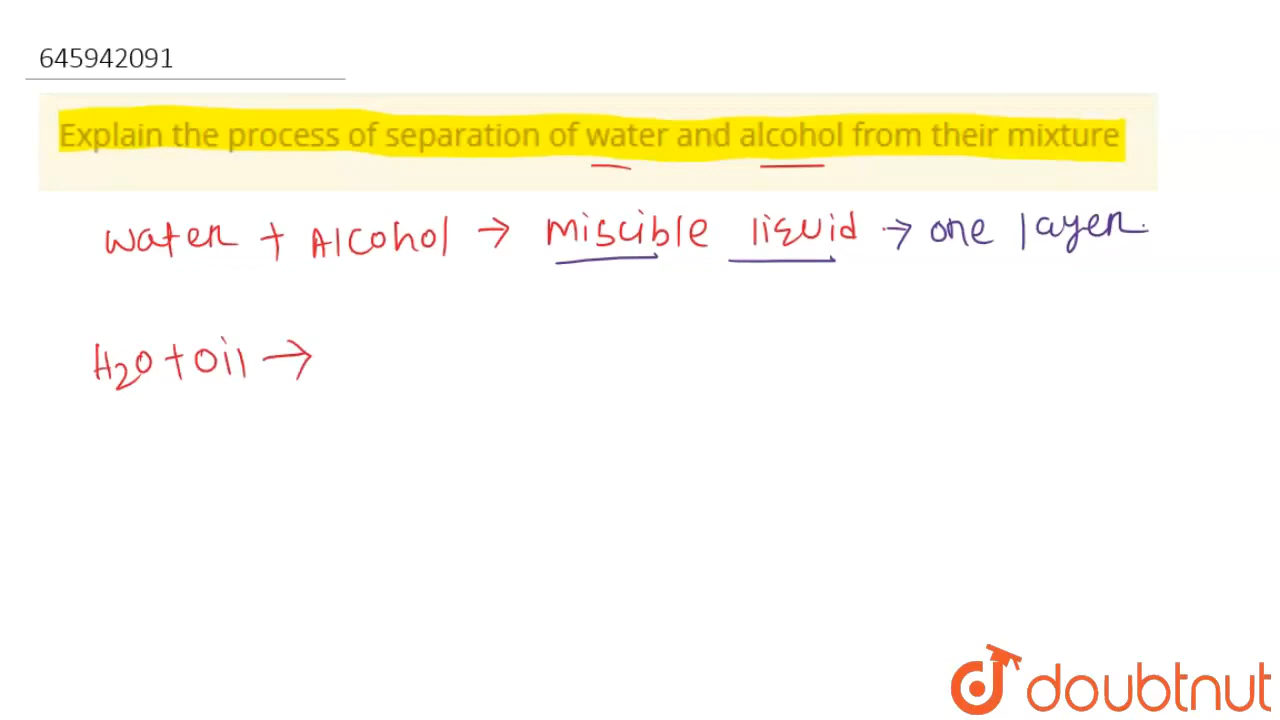 645942091
Explain the process of separation of water and alcohol from their mixture
water + Alcohol → miscible liquid → one layer.
H2O + Oil →
doubtnut